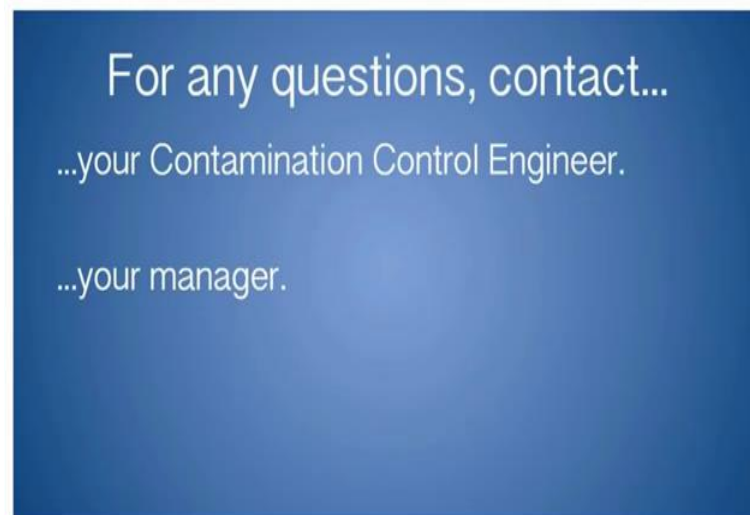 For any questions, contact...
...your Contamination Control Engineer.
...your manager.